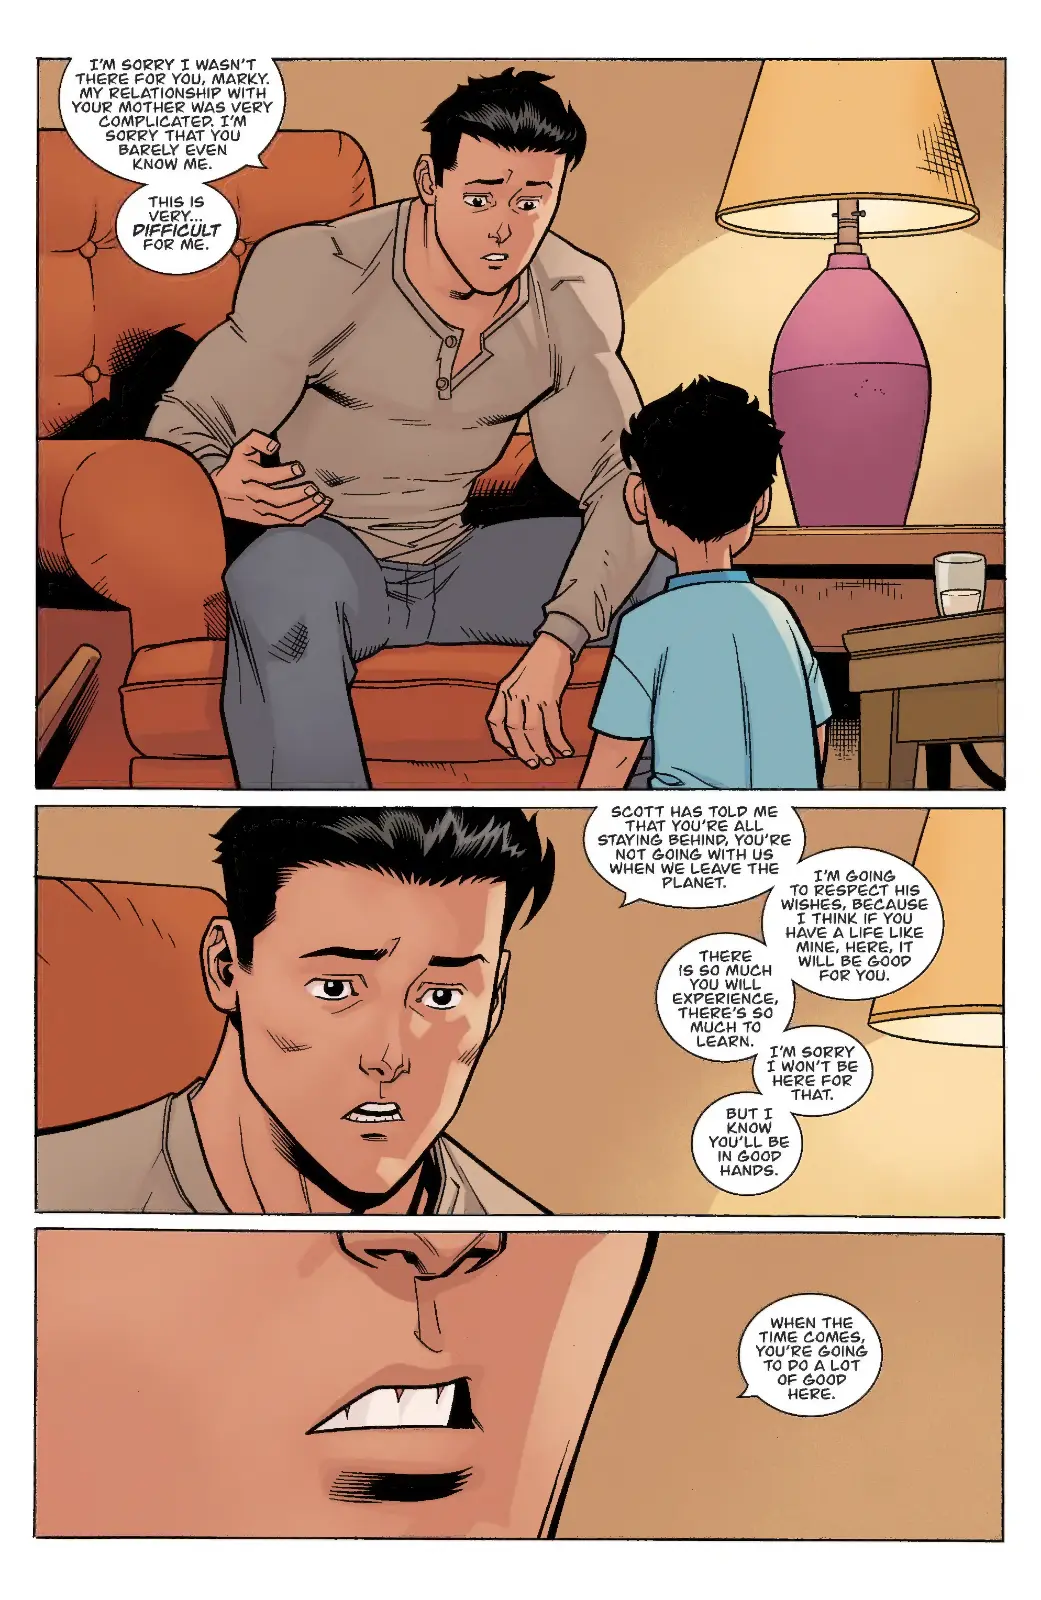 I'M SORRY I WASN'T
THERE FOR YOU, MARKY.
MY RELATIONSHIP WITH
YOUR MOTHER WAS VERY
COMPLICATED. I'M
SORRY THAT YOU
BARELY EVEN
KNOW ME.
THIS IS
VERY...
DIFFICULT
FOR ME.
SCOTT HAS TOLD ME
THAT YOU'RE ALL
STAYING BEHIND, YOU'RE
NOT GOING WITH US
WHEN WE LEAVE THE
PLANET.
I'M GOING
TO RESPECT HIS
WISHES, BECAUSE
I THINK IF YOU
HAVE A LIFE LIKE
MINE, HERE, IT
WILL BE GOOD
FOR YOU.
THERE
IS SO MUCH
YOU WILL
EXPERIENCE,
THERE'S SO
MUCH TO
LEARN.
I'M SORRY
I WON'T BE
HERE FOR
THAT.
BUT I
KNOW
YOU'LL BE
IN GOOD
HANDS.
WHEN THE
TIME COMES,
YOU'RE GOING
TO DO A LOT
OF GOOD
HERE.